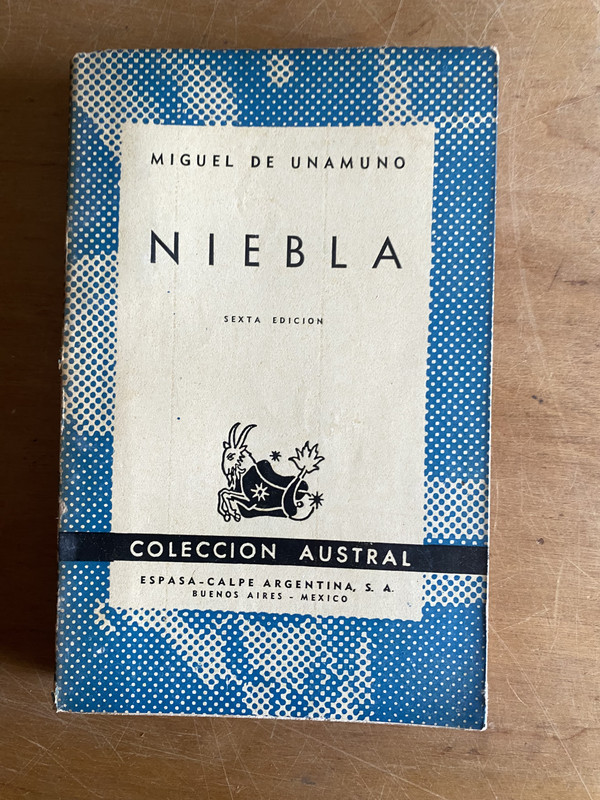 MIGUEL DE UNAMUNO
NIEBLA
SEXTA EDICION
COLECCION AUSTRAL
ESPASA-CALPE ARGENTINA, S. A.
BUENOS AIRES - MEXICO